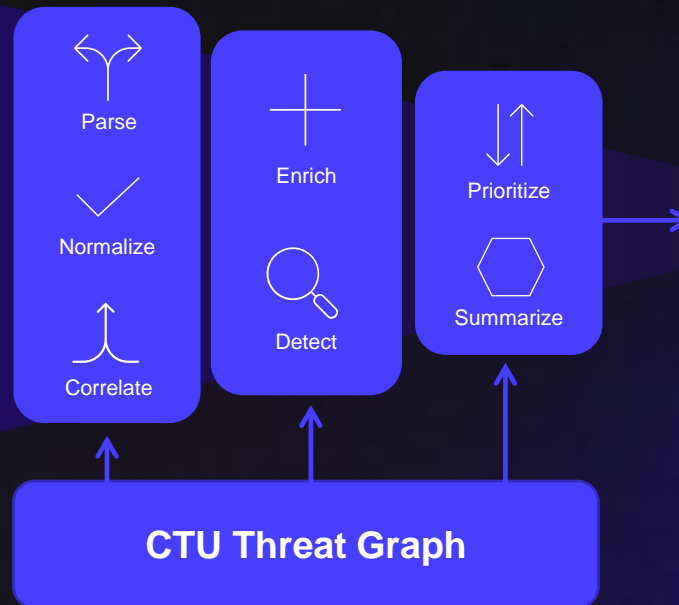 Parse
Normalize
Correlate
Enrich
Detect
Prioritize
Summarize
CTU Threat Graph